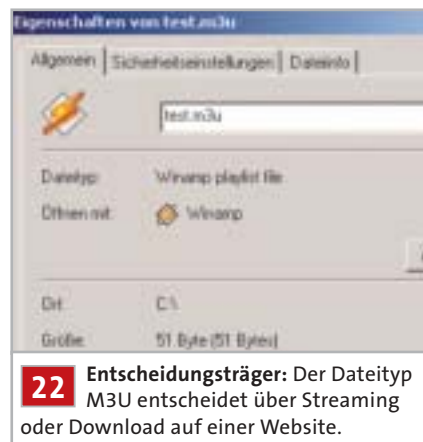 Eigenschaften von test.m3u
Allgemein Sicherheitseinstellungen Dateiinfo
test.m3u
Dateityp: Winamp playlist file
Öffnen mit: Winamp
Ort: C:\
Größe: 51 Byte (51 Bytes)
22 Entscheidungsträger: Der Dateityp
M3U entscheidet über Streaming
oder Download auf einer Website.